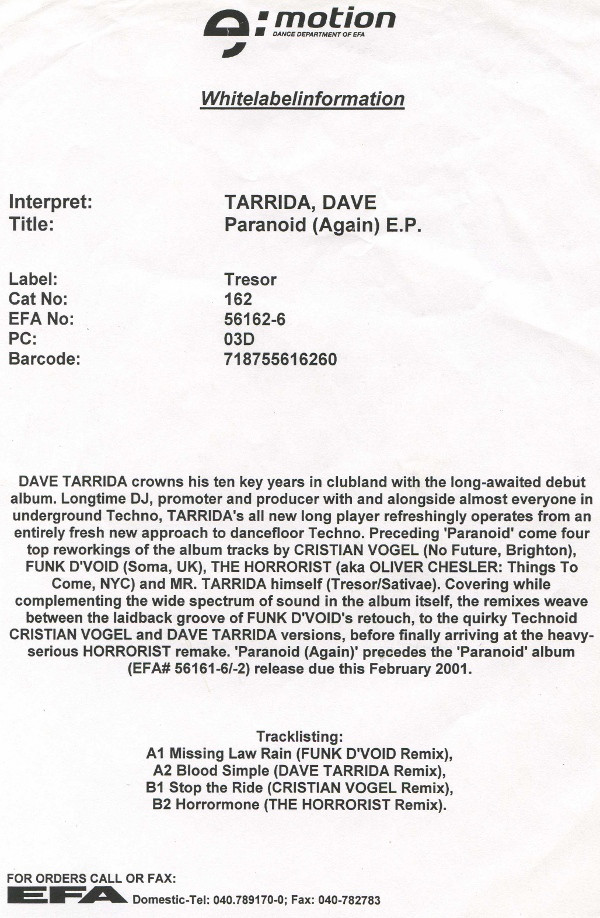 e:motion
DANCE DEPARTMENT OF EFA
Whitelabelinformation
Interpret: TARRIDA, DAVE
Title: Paranoid (Again) E.P.
Label: Tresor
Cat No: 162
EFA No: 56162-6
PC: 03D
Barcode: 718755616260
DAVE TARRIDA crowns his ten key years in clubland with the long-awaited debut
album. Longtime DJ, promoter and producer with and alongside almost everyone in
underground Techno, TARRIDA's all new long player refreshingly operates from an
entirely fresh new approach to dancefloor Techno. Preceding 'Paranoid' come four
top reworkings of the album tracks by CRISTIAN VOGEL (No Future, Brighton),
FUNK D'VOID (Soma, UK), THE HORRORIST (aka OLIVER CHESLER: Things To
Come, NYC) and MR. TARRIDA himself (Tresor/Sativae). Covering while
complementing the wide spectrum of sound in the album itself, the remixes weave
between the laidback groove of FUNK D'VOID's retouch, to the quirky Technoid
CRISTIAN VOGEL and DAVE TARRIDA versions, before finally arriving at the heavy-
serious HORRORIST remake. 'Paranoid (Again)' precedes the 'Paranoid' album
(EFA# 56161-6/-2) release due this February 2001.
Tracklisting:
A1 Missing Law Rain (FUNK D'VOID Remix),
A2 Blood Simple (DAVE TARRIDA Remix),
B1 Stop the Ride (CRISTIAN VOGEL Remix),
B2 Horrormone (THE HORRORIST Remix).
FOR ORDERS CALL OR FAX:
EFA Domestic-Tel: 040.789170-0; Fax: 040-782783